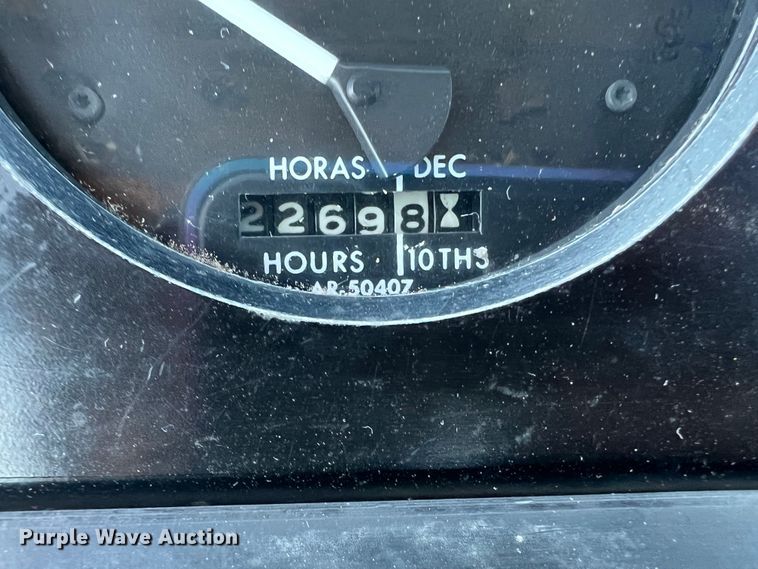 HORAS DEC
22698
HOURS 10THS
AR 50407
Purple Wave Auction